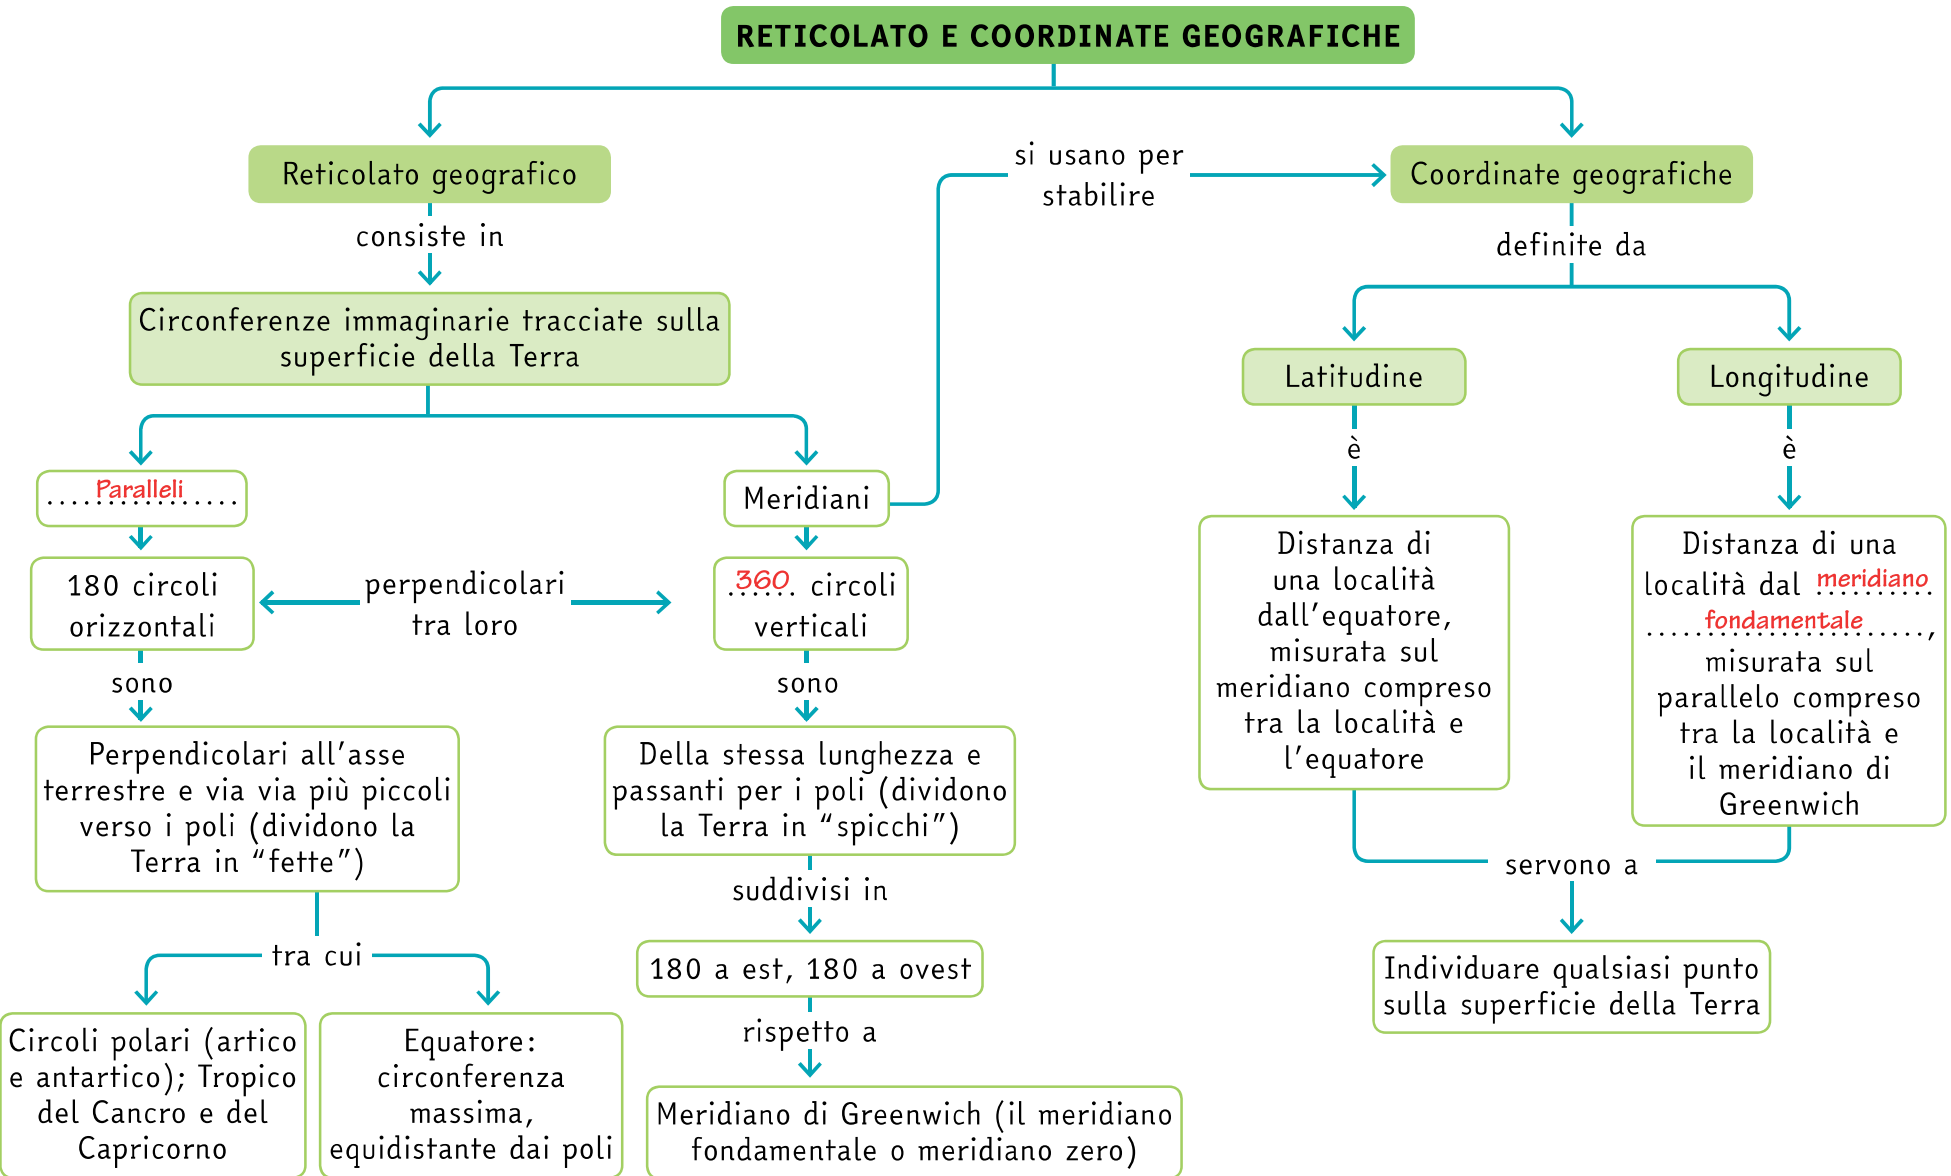 RETICOLATO E COORDINATE GEOGRAFICHE
Reticolato geografico
consiste in
Circonferenze immaginarie tracciate sulla
superficie della Terra
Paralleli
180 circoli
orizzontali
perpendicolari
tra loro
Meridiani
360 circoli
verticali
si usano per
stabilire
sono
Perpendicolari all'asse
terrestre e via via più piccoli
verso i poli (dividono la
Terra in “fette”)
tra cui
Circoli polari (artico
e antartico); Tropico
del Cancro e del
Capricorno
Equatore:
circonferenza
massima,
equidistante dai poli
sono
Della stessa lunghezza e
passanti per i poli (dividono
la Terra in “spicchi”)
suddivisi in
180 a est, 180 a ovest
rispetto a
Meridiano di Greenwich (il meridiano
fondamentale o meridiano zero)
Coordinate geografiche
definite da
Latitudine
è
Distanza di
una località
dall'equatore,
misurata sul
meridiano compreso
tra la località e
l'equatore
Longitudine
è
Distanza di una
località dal meridiano
fondamentale,
misurata sul
parallelo compreso
tra la località e
il meridiano di
Greenwich
servono a
Individuare qualsiasi punto
sulla superficie della Terra